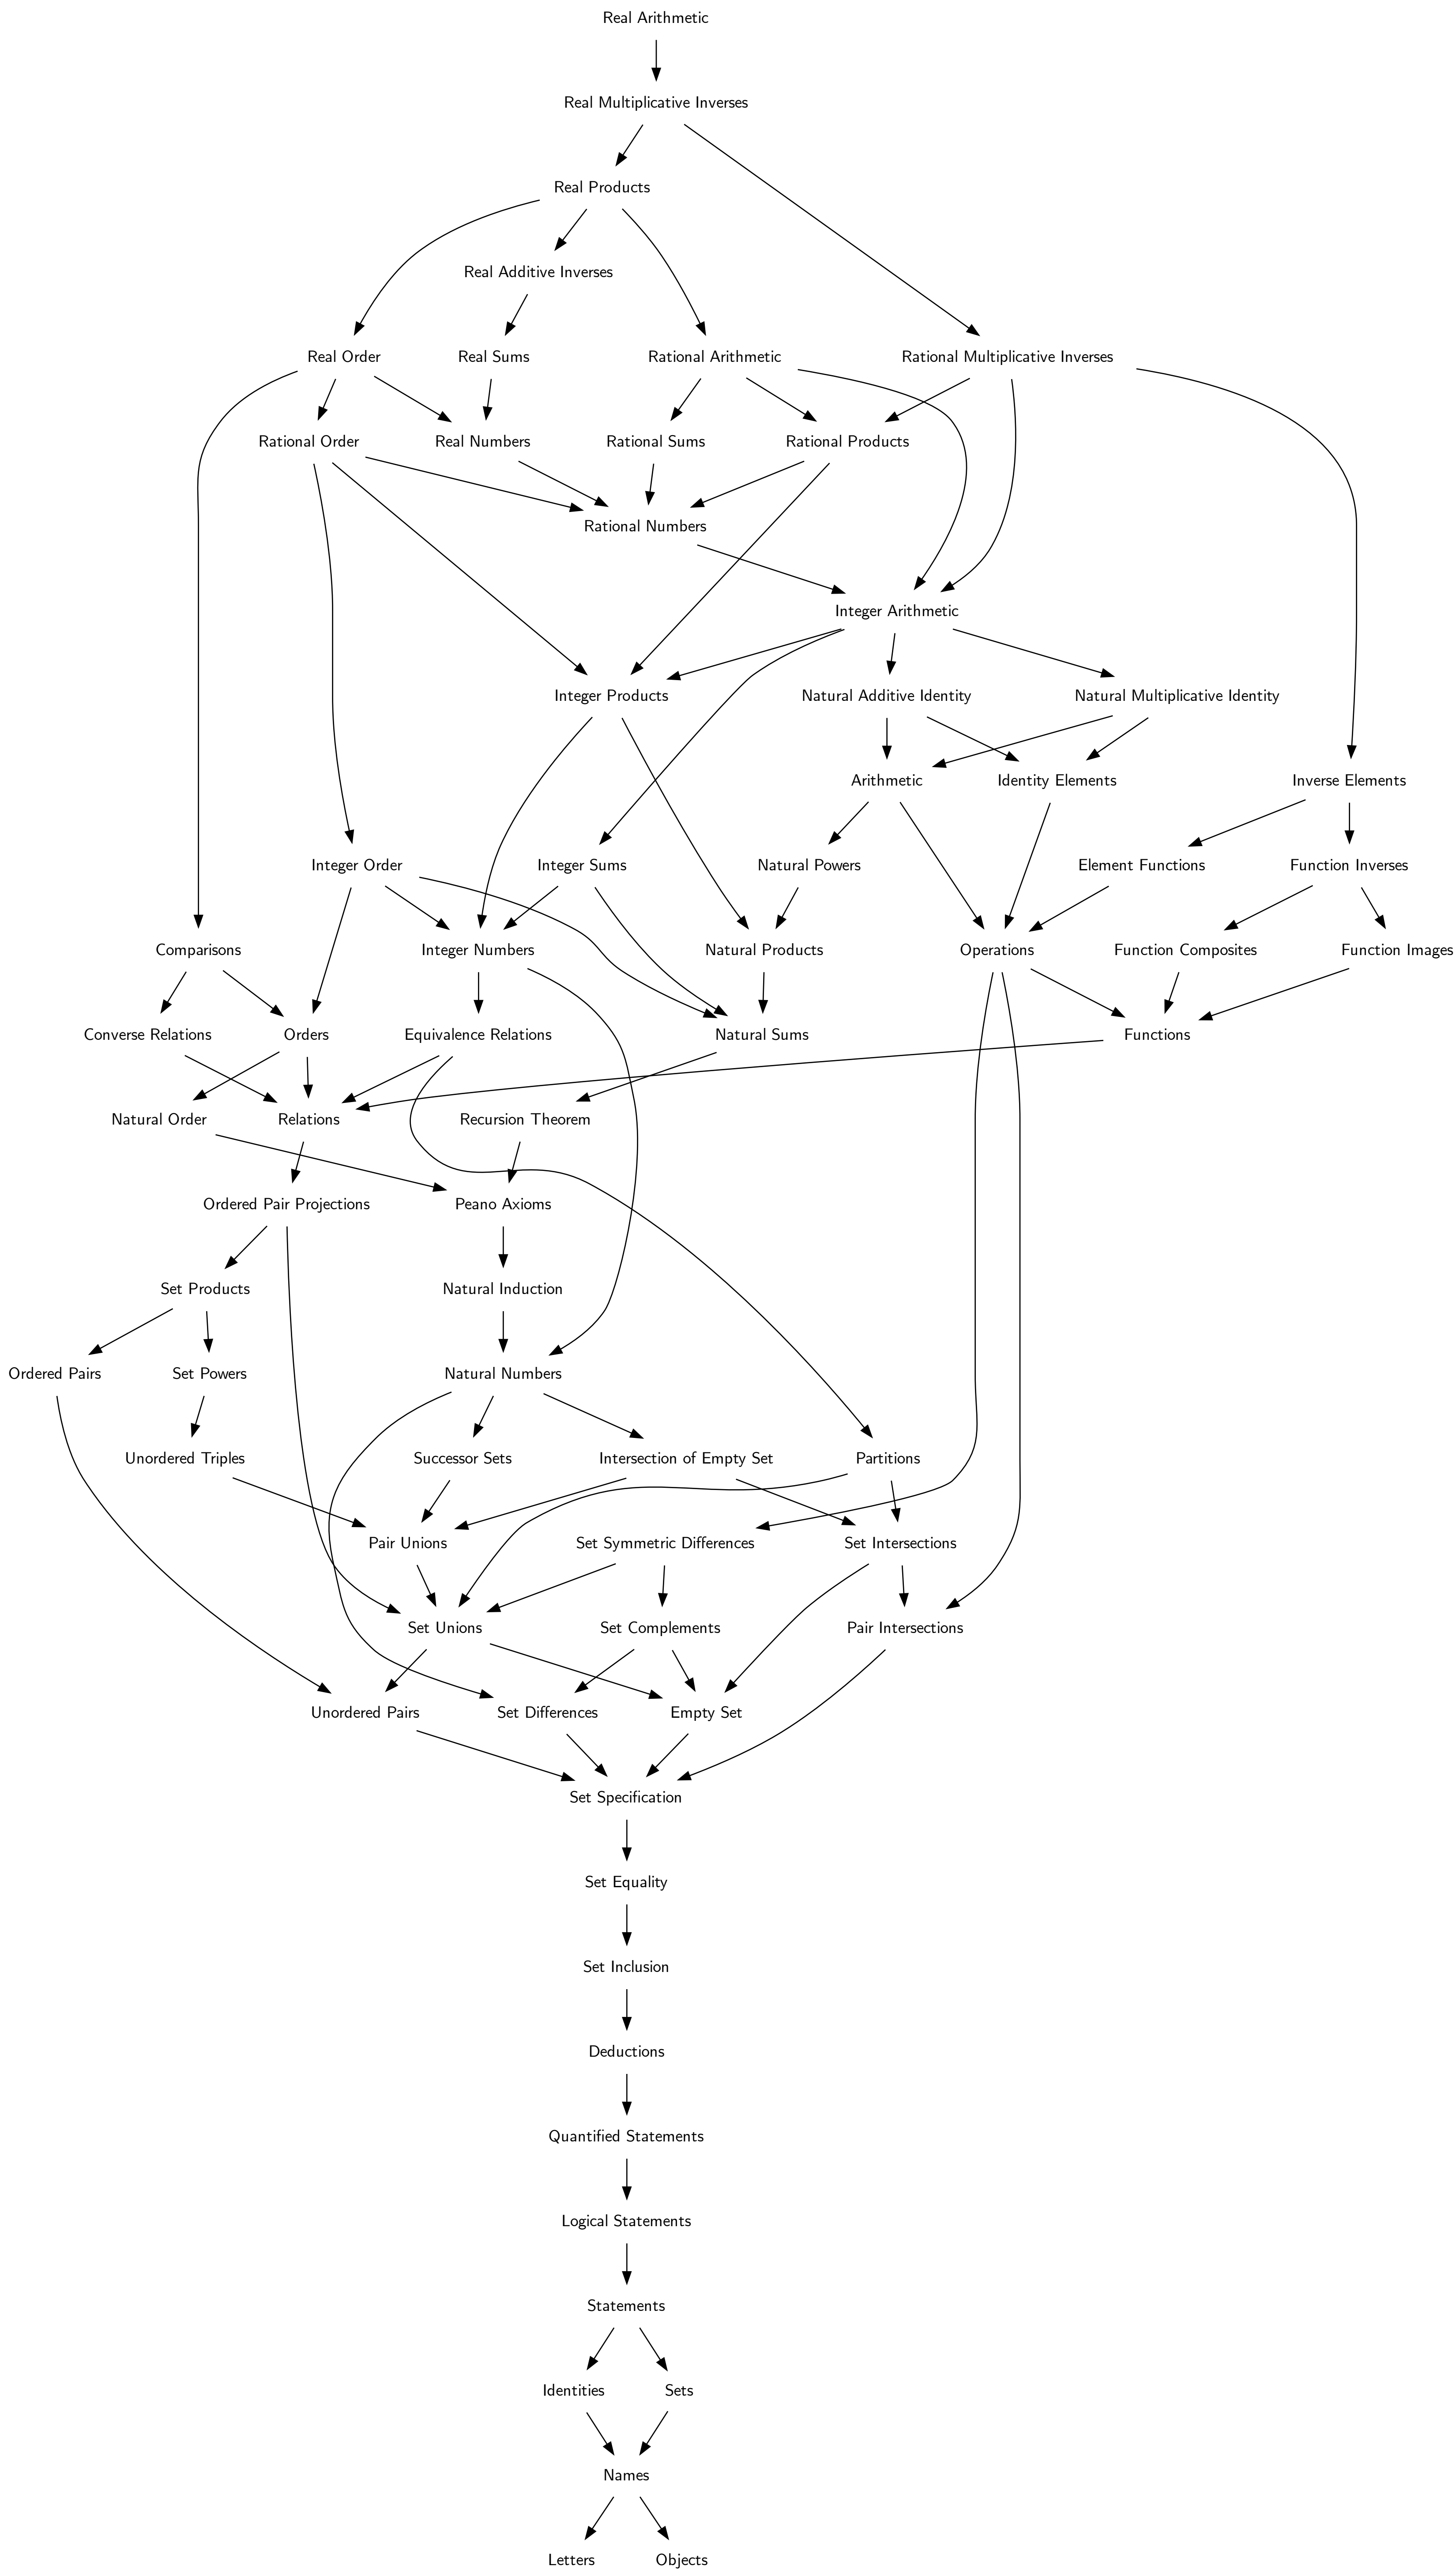 Real Arithmetic
Real Multiplicative Inverses
Real Products
Real Additive Inverses
Real Order
Real Sums
Rational Arithmetic
Rational Multiplicative Inverses
Rational Order
Real Numbers
Rational Sums
Rational Products
Rational Numbers
Integer Arithmetic
Integer Products
Natural Additive Identity
Natural Multiplicative Identity
Arithmetic
Identity Elements
Inverse Elements
Integer Order
Integer Sums
Natural Powers
Element Functions
Function Inverses
Comparisons
Integer Numbers
Natural Products
Operations
Function Composites
Function Images
Converse Relations
Orders
Equivalence Relations
Natural Sums
Functions
Natural Order
Relations
Recursion Theorem
Ordered Pair Projections
Peano Axioms
Set Products
Natural Induction
Ordered Pairs
Set Powers
Natural Numbers
Unordered Triples
Successor Sets
Intersection of Empty Set
Partitions
Pair Unions
Set Symmetric Differences
Set Intersections
Set Unions
Set Complements
Pair Intersections
Unordered Pairs
Set Differences
Empty Set
Set Specification
Set Equality
Set Inclusion
Deductions
Quantified Statements
Logical Statements
Statements
Identities
Sets
Names
Letters
Objects